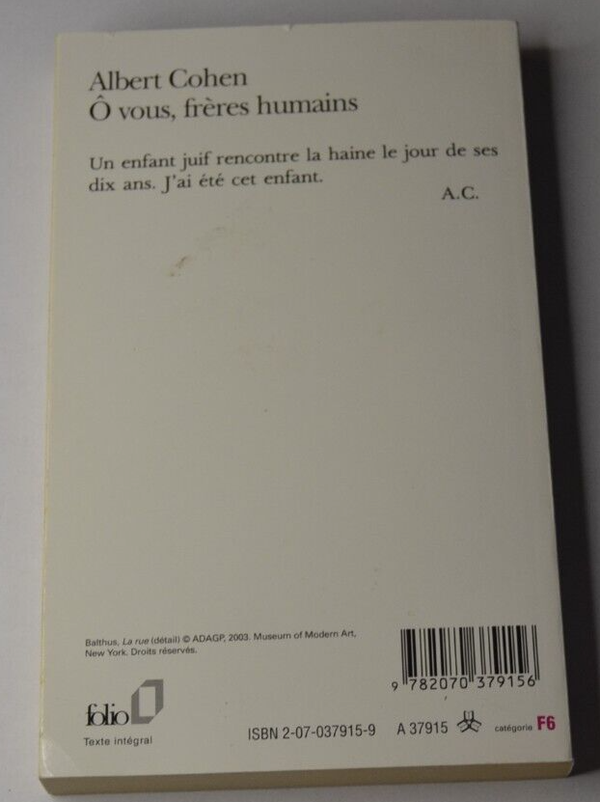 Albert Cohen
Ô vous, frères humains
Un enfant juif rencontre la haine le jour de ses
dix ans. J'ai été cet enfant.
A.C.
Balthus, La rue (détail) © ADAGP, 2003. Museum of Modern Art,
New York. Droits réservés.
9 782070 379156
folio
Texte intégral
ISBN 2-07-037915-9 A 37915 catégorie F6